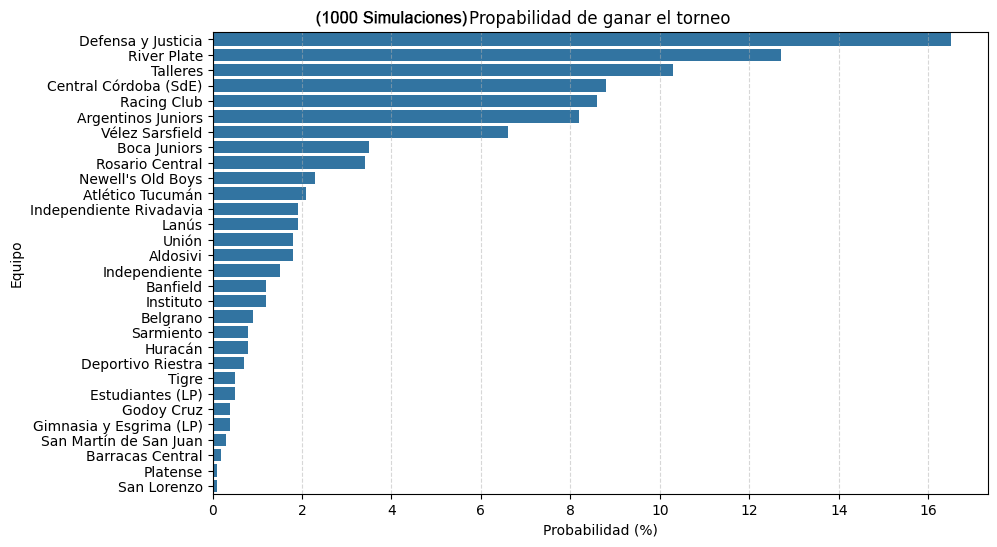 (1000 Simulaciones) Propabilidad de ganar el torneo
Defensa y Justicia
River Plate
Talleres
Central Córdoba (SdE)
Racing Club
Argentinos Juniors
Vélez Sarsfield
Boca Juniors
Rosario Central
Newell's Old Boys
Atlético Tucumán
Independiente Rivadavia
Lanús
Unión
Aldosivi
Independiente
Banfield
Instituto
Belgrano
Sarmiento
Huracán
Deportivo Riestra
Tigre
Estudiantes (LP)
Godoy Cruz
Gimnasia y Esgrima (LP)
San Martín de San Juan
Barracas Central
Platense
San Lorenzo
Equipo
0 2 4 6 8 10 12 14 16
Probabilidad (%)